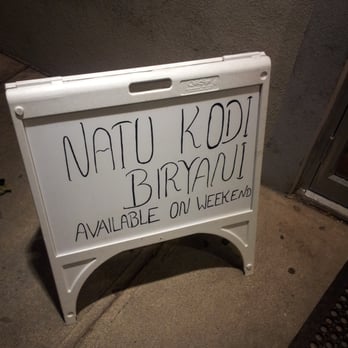 NATU KODI
BIRYANI
AVAILABLE ON WEEKEND